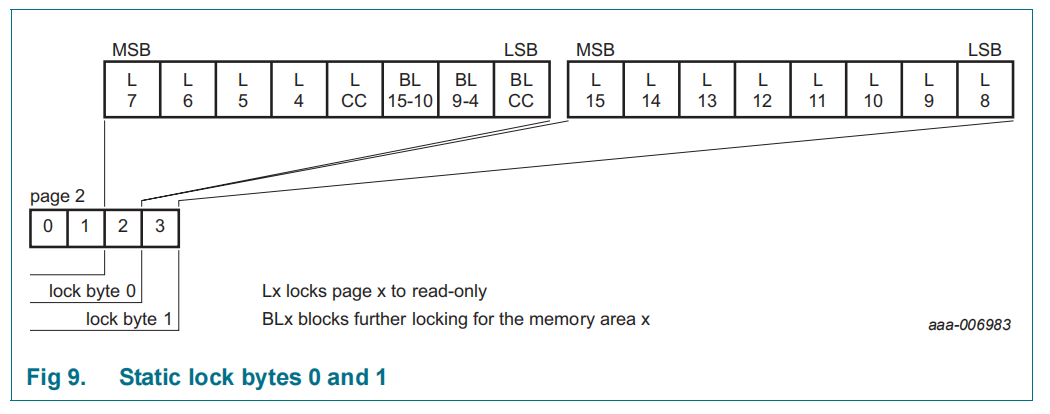 MSB LSB MSB LSB
L L L L L BL BL BL L L L L L L L L
7 6 5 4 CC 15-10 9-4 CC 15 14 13 12 11 10 9 8
page 2
0 1 2 3
lock byte 0 Lx locks page x to read-only
lock byte 1 BLx blocks further locking for the memory area x
aaa-006983
Fig 9. Static lock bytes 0 and 1